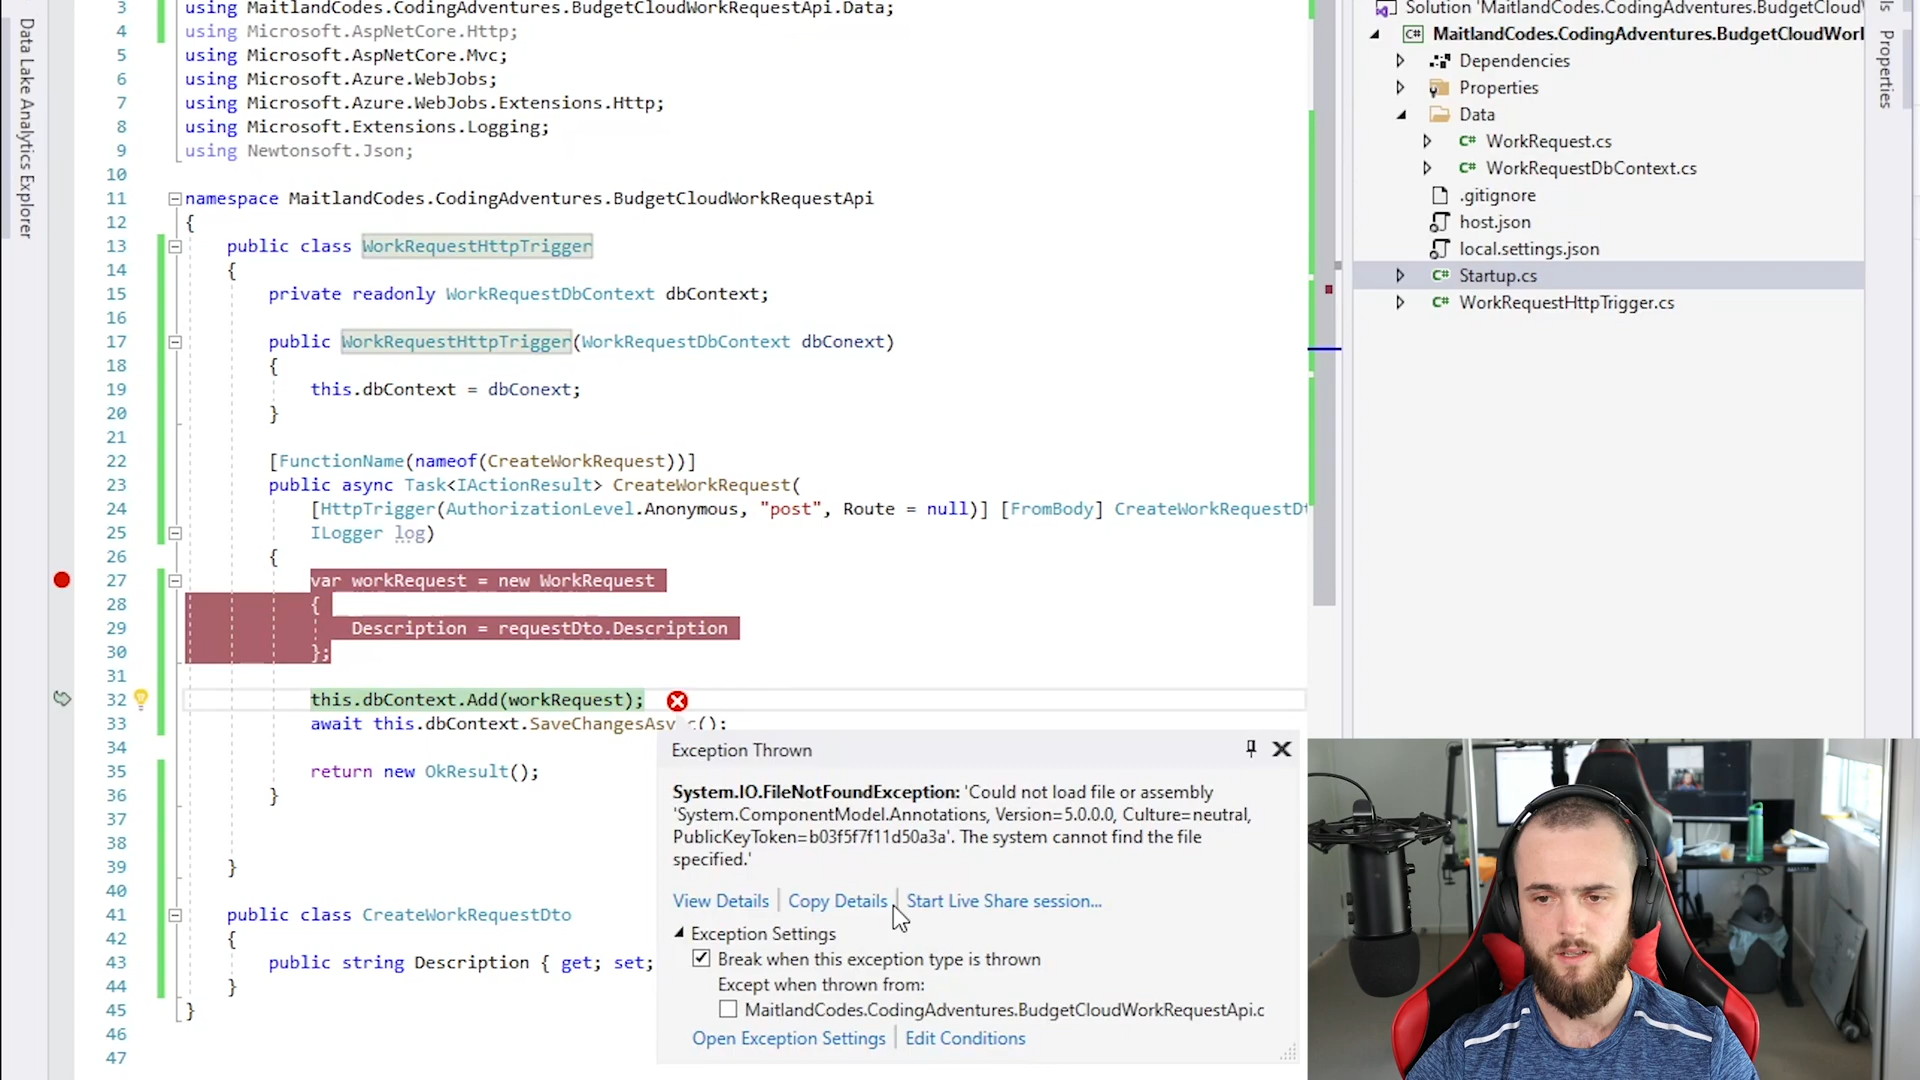 Data Lake Analytics Explorer
3 using MaitlandCodes.CodingAdventures.BudgetCloudWorkRequestApi.Data;
4 using Microsoft.AspNetCore.Http;
5 using Microsoft.AspNetCore.Mvc;
6 using Microsoft.Azure.WebJobs;
7 using Microsoft.Azure.WebJobs.Extensions.Http;
8 using Microsoft.Extensions.Logging;
9 using Newtonsoft.Json;
10
11 namespace MaitlandCodes.CodingAdventures.BudgetCloudWorkRequestApi
12 {
13 public class WorkRequestHttpTrigger
14 {
15 private readonly WorkRequestDbContext dbContext;
16
17 public WorkRequestHttpTrigger(WorkRequestDbContext dbConext)
18 {
19 this.dbContext = dbConext;
20 }
21
22 [FunctionName(nameof(CreateWorkRequest))]
23 public async Task<IActionResult> CreateWorkRequest(
24 [HttpTrigger(AuthorizationLevel.Anonymous, "post", Route = null)] [FromBody] CreateWorkRequestDt
25 ILogger log)
26 {
27 var workRequest = new WorkRequest
28 {
29 Description = requestDto.Description
30 };
31
32 this.dbContext.Add(workRequest);
33 await this.dbContext.SaveChangesAsync();
34
35 return new OkResult();
36 }
37
38
39 }
40
41 public class CreateWorkRequestDto
42 {
43 public string Description { get; set;
44 }
45 }
46
47
Exception Thrown
System.IO.FileNotFoundException: 'Could not load file or assembly
'System.ComponentModel.Annotations, Version=5.0.0.0, Culture=neutral,
PublicKeyToken=b03f5f7f11d50a3a'. The system cannot find the file
specified.'
View Details | Copy Details | Start Live Share session...
Exception Settings
Break when this exception type is thrown
Except when thrown from:
MaitlandCodes.CodingAdventures.BudgetCloudWorkRequestApi.c
Open Exception Settings | Edit Conditions
Solution 'MaitlandCodes.CodingAdventures.BudgetCloudW
C# MaitlandCodes.CodingAdventures.BudgetCloudWorl
Dependencies
Properties
Data
C# WorkRequest.cs
C# WorkRequestDbContext.cs
.gitignore
host.json
local.settings.json
C# Startup.cs
C# WorkRequestHttpTrigger.cs
Properties